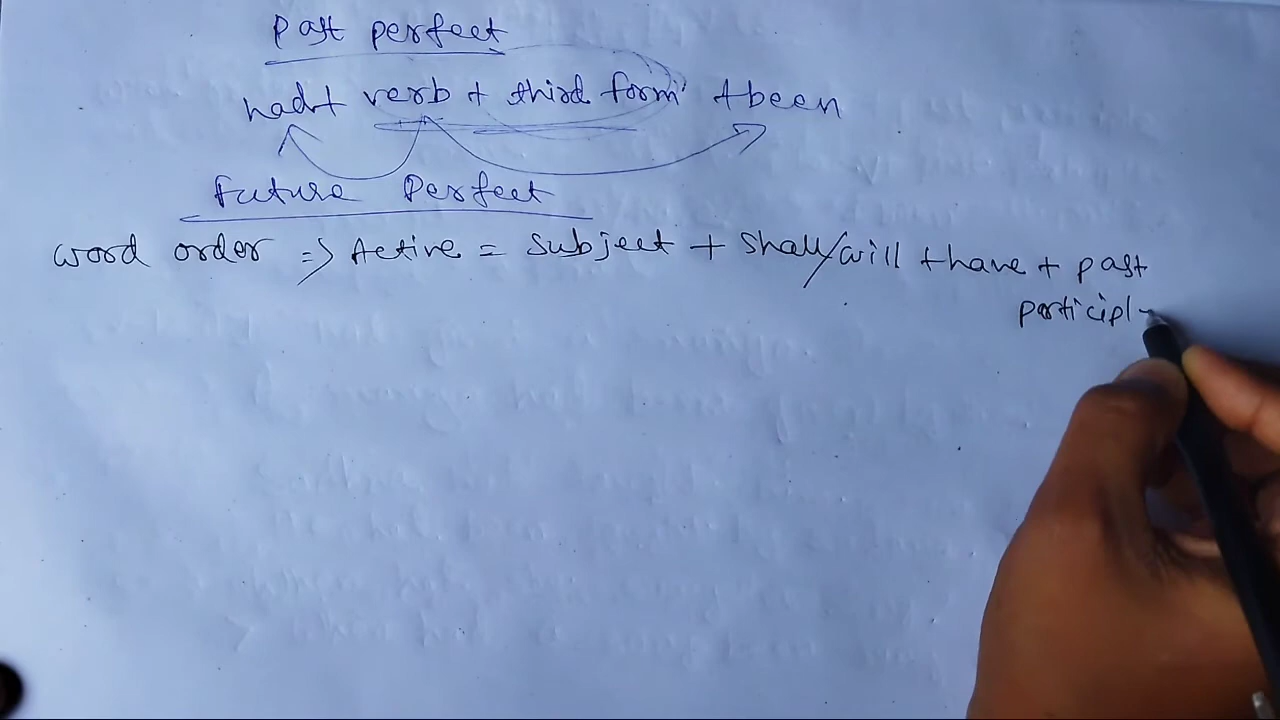 past perfect
had + verb + third form + been
Future Perfect
word order => Active = Subject + Shall/will + have + past
participl